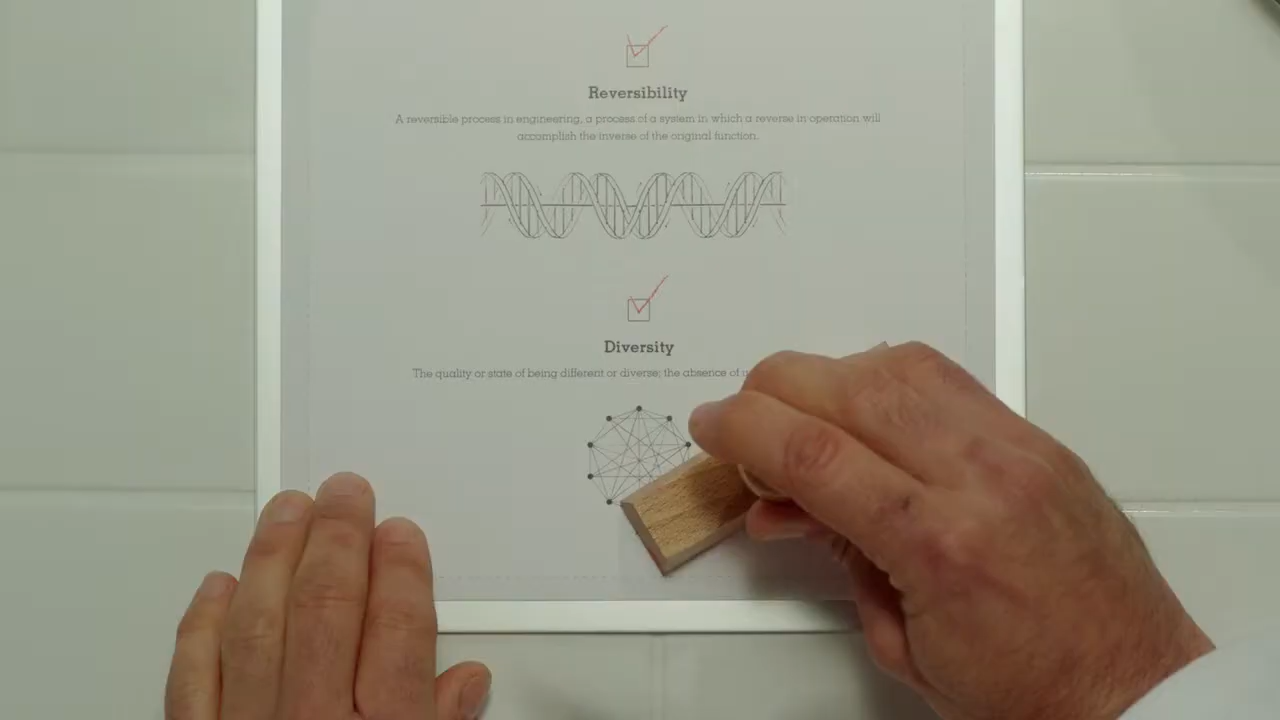 Reversibility
A reversible process in engineering, a process of a system in which a reverse in operation will
accomplish the inverse of the original function.
Diversity
The quality or state of being different or diverse; the absence of